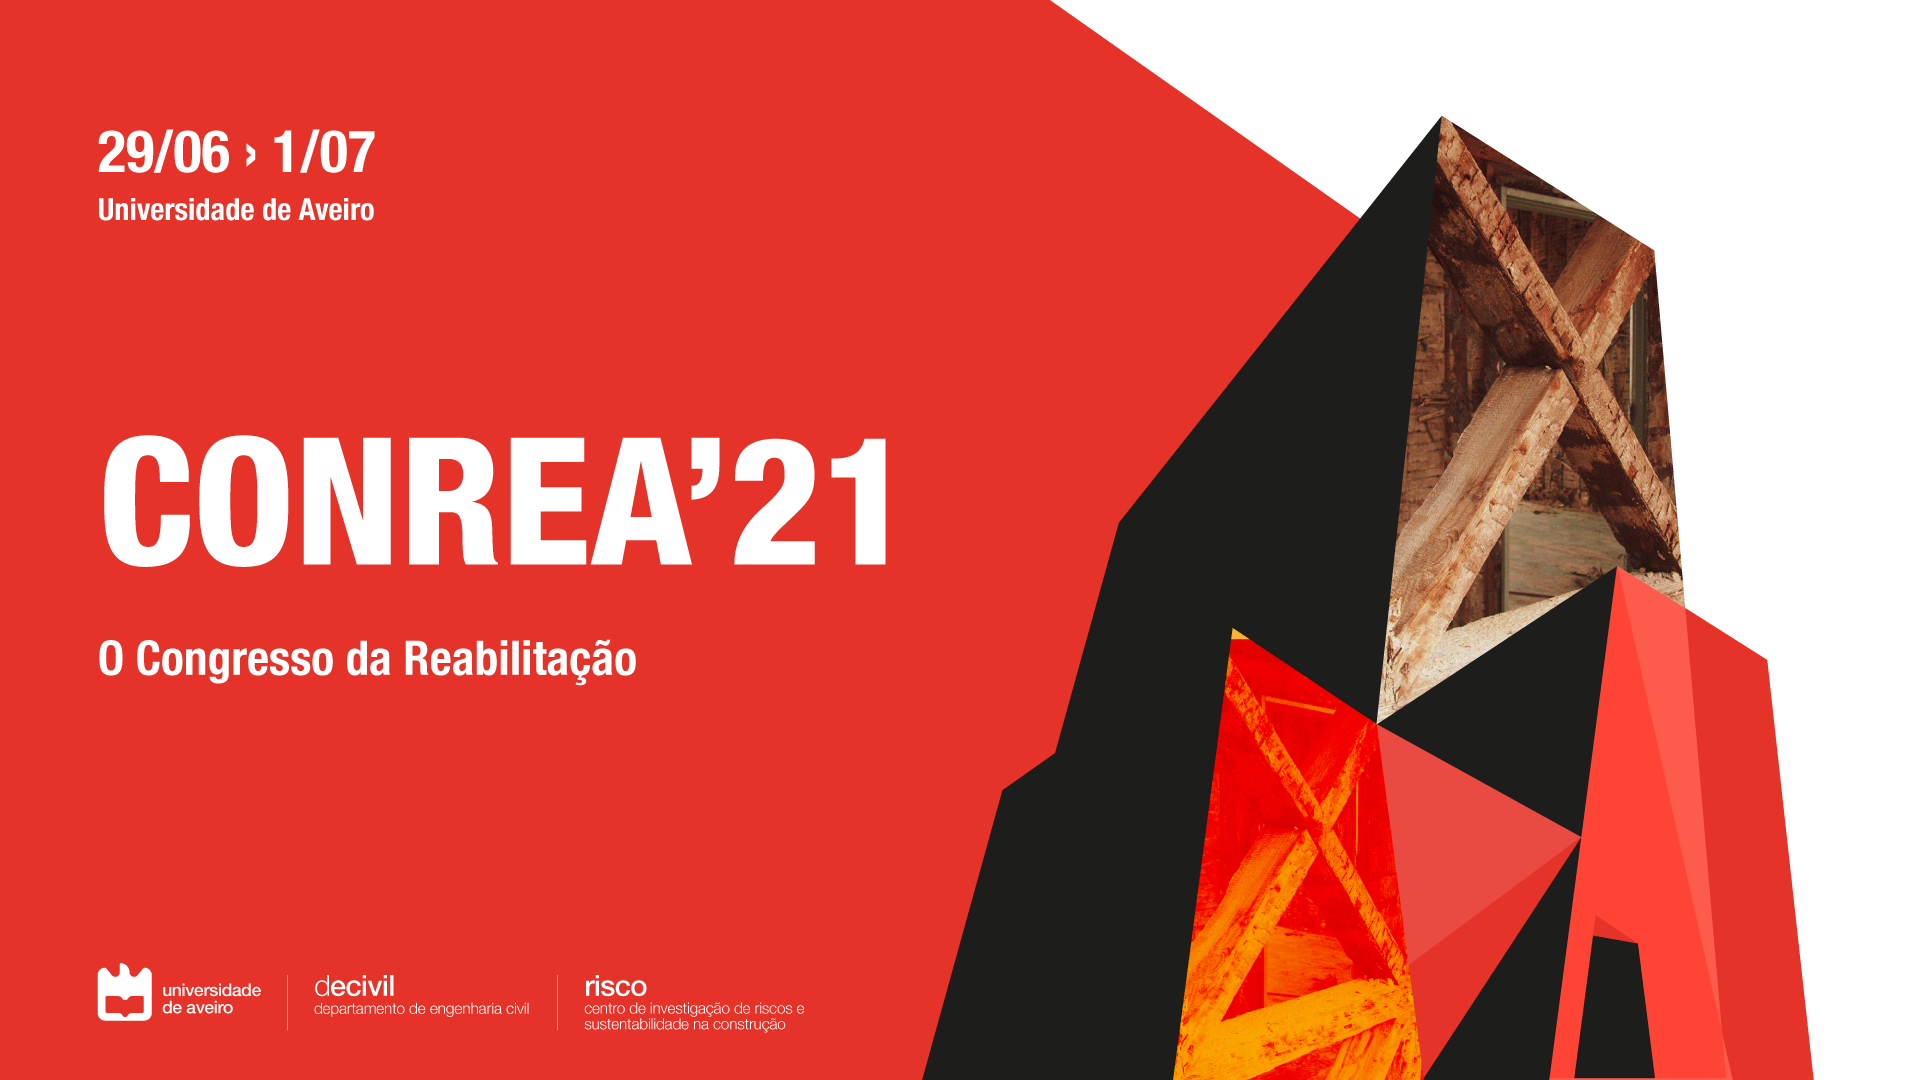 29/06 › 1/07
Universidade de Aveiro
CONREA’21
O Congresso da Reabilitação
universidade
de aveiro
decivil
departamento de engenharia civil
risco
centro de investigação de riscos e
sustentabilidade na construção